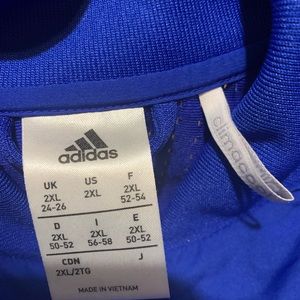 adidas
UK US F
2XL 2XL 2XL
24-26 52-54
D I E
2XL 2XL 2XL
50-52 56-58 50-52
CDN J
2XL/2TG
MADE IN VIETNAM